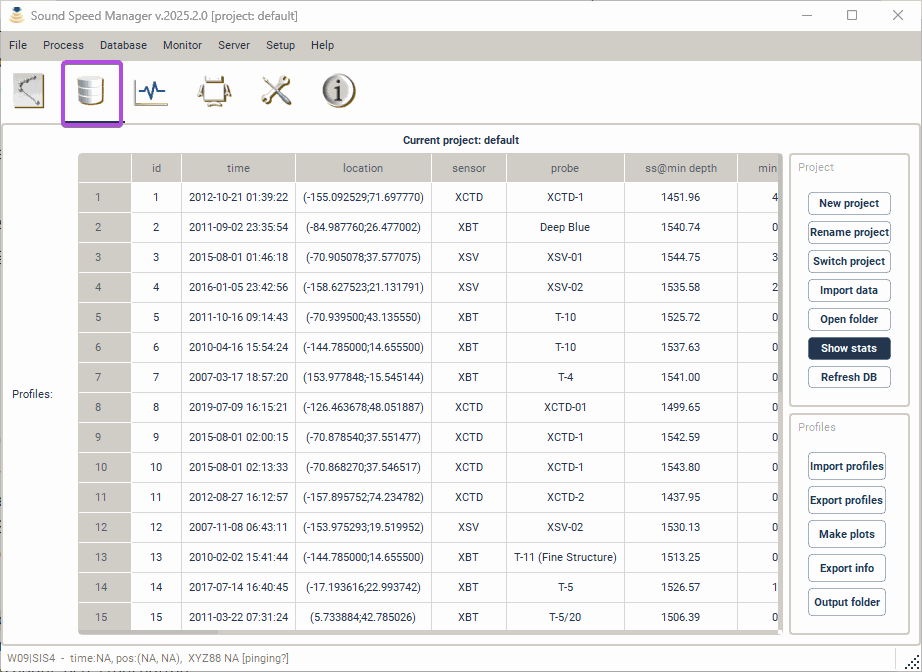 Sound Speed Manager v.2025.2.0 [project: default]
File Process Database Monitor Server Setup Help
Current project: default
id time location sensor probe ss@min depth min
1 1 2012-10-21 01:39:22 (-155.092529;71.697770) XCTD XCTD-1 1451.96 4
2 2 2011-09-02 23:35:54 (-84.987760;26.477002) XBT Deep Blue 1540.74 0
3 3 2015-08-01 01:46:18 (-70.905078;37.577075) XSV XSV-01 1544.75 3
4 4 2016-01-05 23:42:56 (-158.627523;21.131791) XSV XSV-02 1535.58 2
5 5 2011-10-16 09:14:43 (-70.939500;43.135550) XBT T-10 1525.72 0
6 6 2010-04-16 15:54:24 (-144.785000;14.655500) XBT T-10 1537.63 0
7 7 2007-03-17 18:57:20 (153.977848;-15.545144) XBT T-4 1541.00 0
8 8 2019-07-09 16:15:21 (-126.463678;48.051887) XCTD XCTD-01 1499.65 0
9 9 2015-08-01 02:00:15 (-70.878540;37.551477) XCTD XCTD-1 1542.59 0
10 10 2015-08-01 02:13:33 (-70.868270;37.546517) XCTD XCTD-1 1543.80 0
11 11 2012-08-27 16:12:57 (-157.895752;74.234782) XCTD XCTD-2 1437.95 0
12 12 2007-11-08 06:43:11 (-153.975293;19.519952) XSV XSV-02 1530.13 0
13 13 2010-02-02 15:41:44 (-144.785000;14.655500) XBT T-11 (Fine Structure) 1513.25 0
14 14 2017-07-14 16:40:45 (-17.193616;22.993742) XBT T-5 1526.57 1
15 15 2011-03-22 07:31:24 (5.733884;42.785026) XBT T-5/20 1506.39 0
Profiles:
Project
New project
Rename project
Switch project
Import data
Open folder
Show stats
Refresh DB
Profiles
Import profiles
Export profiles
Make plots
Export info
Output folder
W09|SIS4 - time:NA, pos:(NA, NA), XYZ88 NA [pinging?]